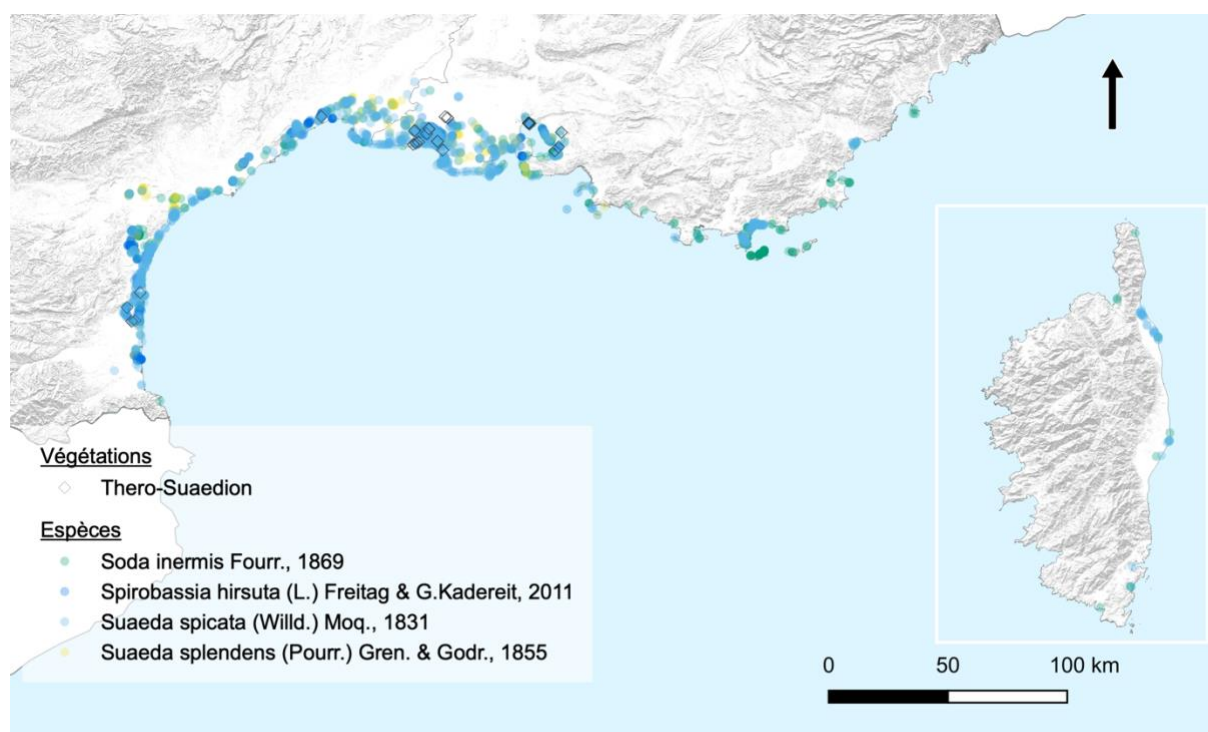 Végétations
Thero-Suaedion
Espèces
Soda inermis Fourr., 1869
Spirobassia hirsuta (L.) Freitag & G.Kadereit, 2011
Suaeda spicata (Willd.) Moq., 1831
Suaeda splendens (Pourr.) Gren. & Godr., 1855
0 50 100 km